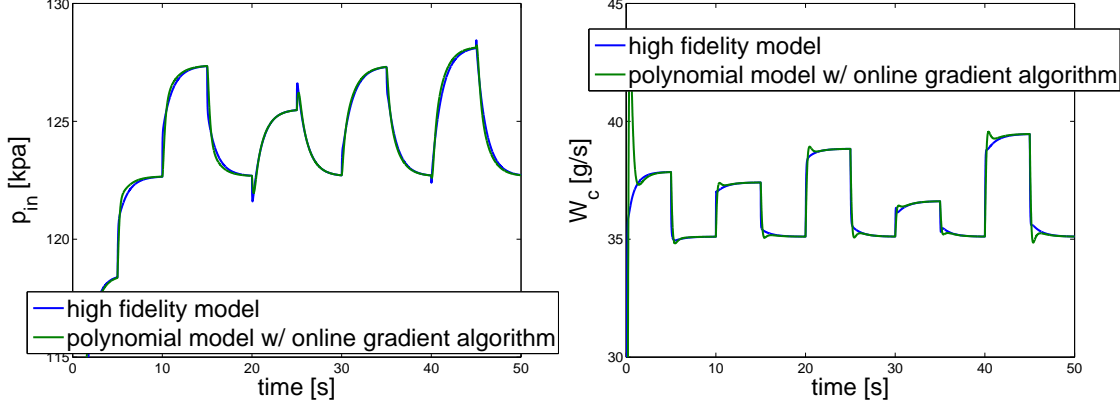 130
125
120
115
p_in [kpa]
high fidelity model
polynomial model w/ online gradient algorithm
0 10 20 30 40 50
time [s]
45
40
35
30
W_c [g/s]
high fidelity model
polynomial model w/ online gradient algorithm
0 10 20 30 40 50
time [s]